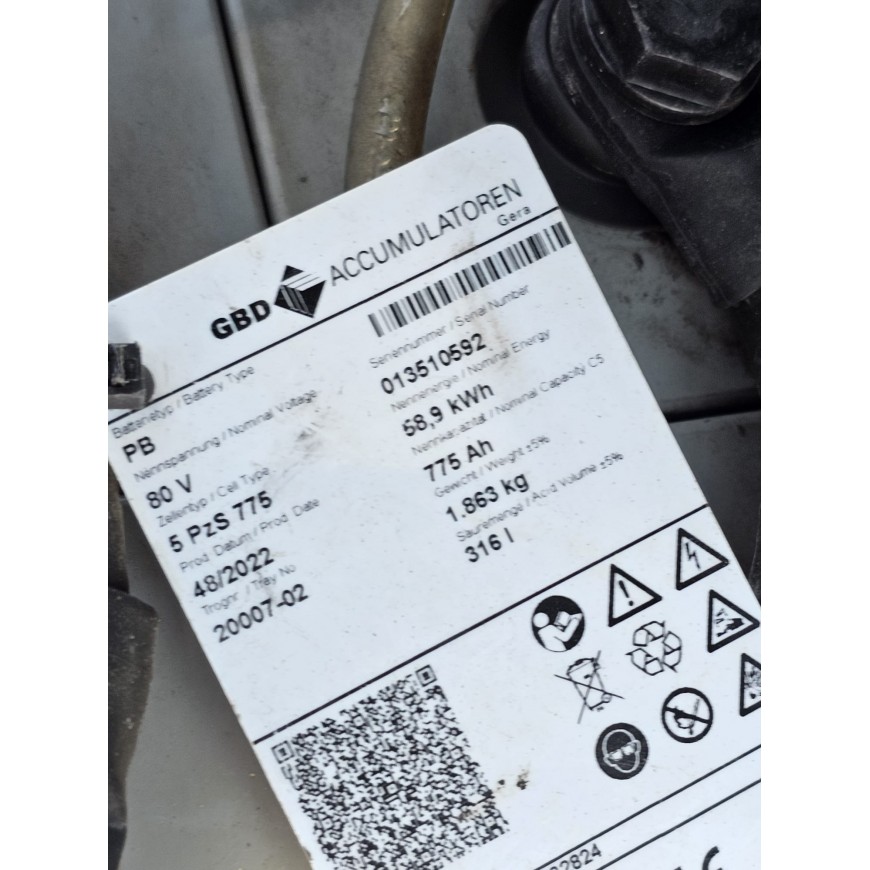 GBD ACCUMULATOREN
Gera
Batterietyp / Battery Type
PB
Nennspannung / Nominal Voltage
80 V
Zellentyp / Cell Type
5 PzS 775
Prod. Datum / Prod. Date
48/2022
Trognr. / Tray No
20007-02
Seriennummer / Serial Number
013510592
Nennenergie / Nominal Energy
58,9 kWh
Nennkapazität / Nominal Capacity C5
775 Ah
Gewicht / Weight ±5%
1.863 kg
Säuremenge / Acid Volume ±5%
316 l
2824